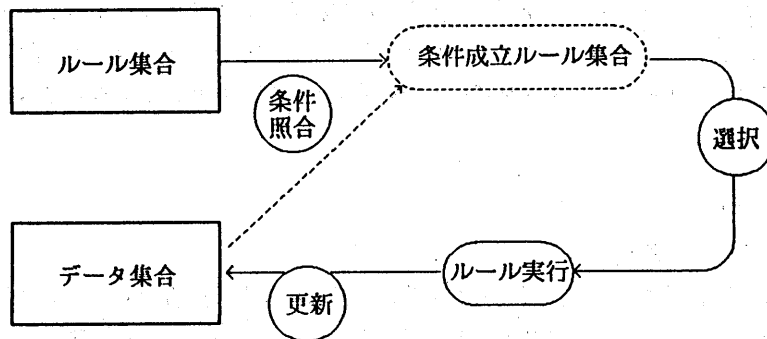 ルール集合
条件成立ルール集合
条件
照合
選択
データ集合
更新
ルール実行